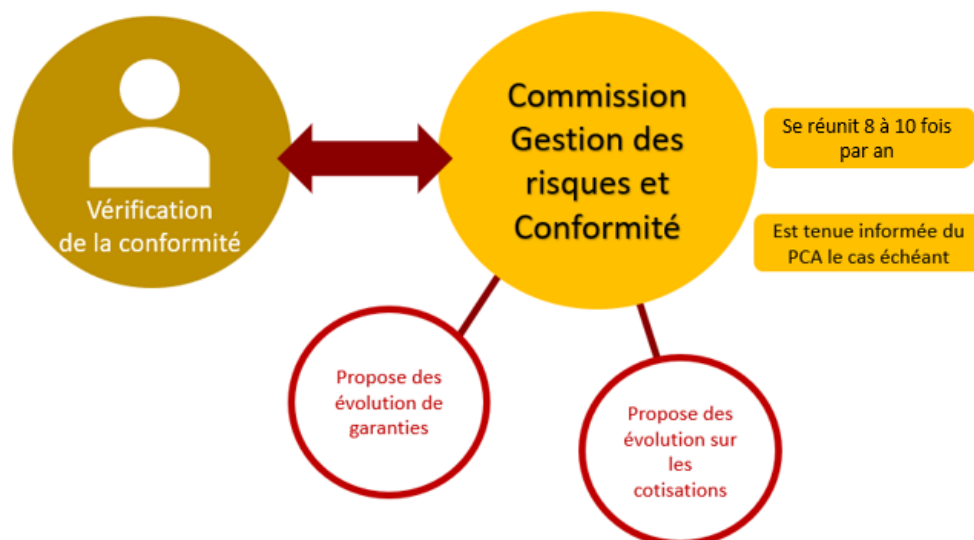 Vérification
de la conformité
Commission
Gestion des
risques et
Conformité
Se réunit 8 à 10 fois
par an
Est tenue informée du
PCA le cas échéant
Propose des
évolution de
garanties
Propose des
évolution sur
les
cotisations